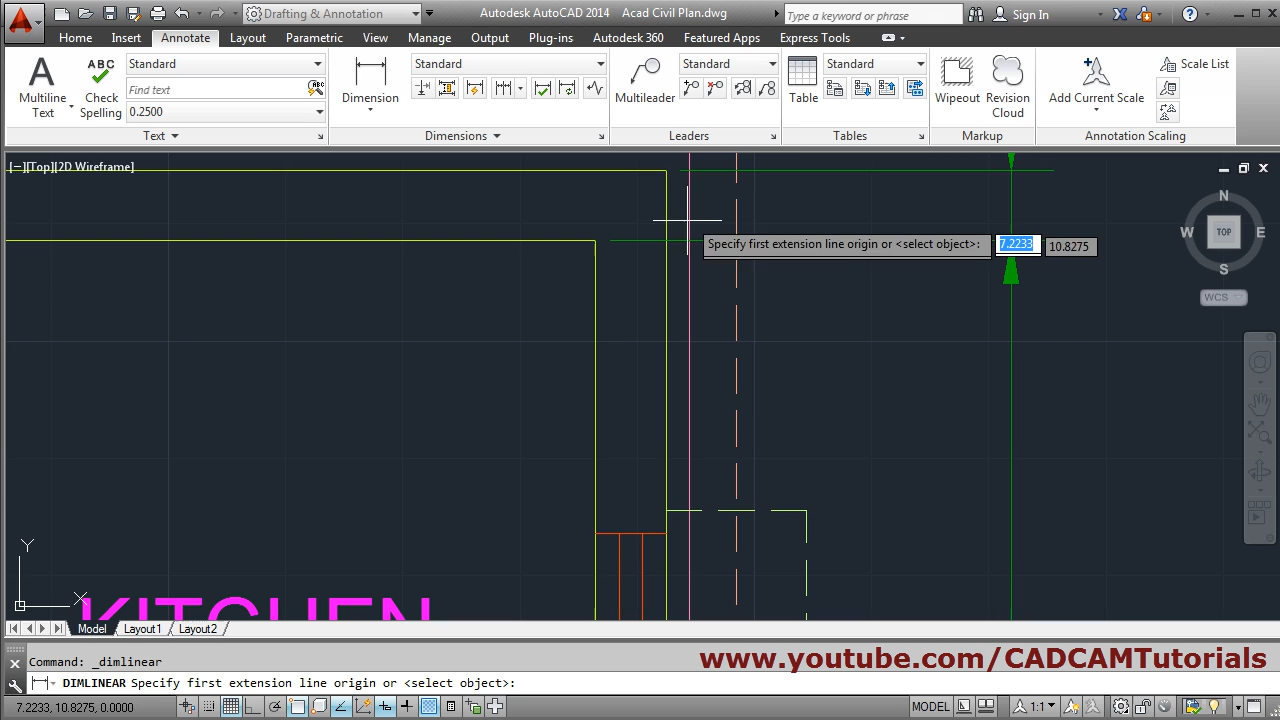 Drafting & Annotation
Autodesk AutoCAD 2014 Acad Civil Plan.dwg
Type a keyword or phrase
Sign In
Home Insert Annotate Layout Parametric View Manage Output Plug-ins Autodesk 360 Featured Apps Express Tools
Multiline Text
ABC
Check Spelling
Standard
Find text
0.2500
Text
Dimension
Standard
Dimensions
Multileader
Standard
Leaders
Table
Standard
Tables
Wipeout
Revision Cloud
Markup
Add Current Scale
Scale List
Annotation Scaling
[−][Top][2D Wireframe]
N
W TOP E
S
WCS
Specify first extension line origin or <select object>: 7.2233 10.8275
Y
X
KITCHEN
Model Layout1 Layout2
Command: _dimlinear
DIMLINEAR Specify first extension line origin or <select object>:
www.youtube.com/CADCAMTutorials
7.2233, 10.8275, 0.0000
MODEL
1:1